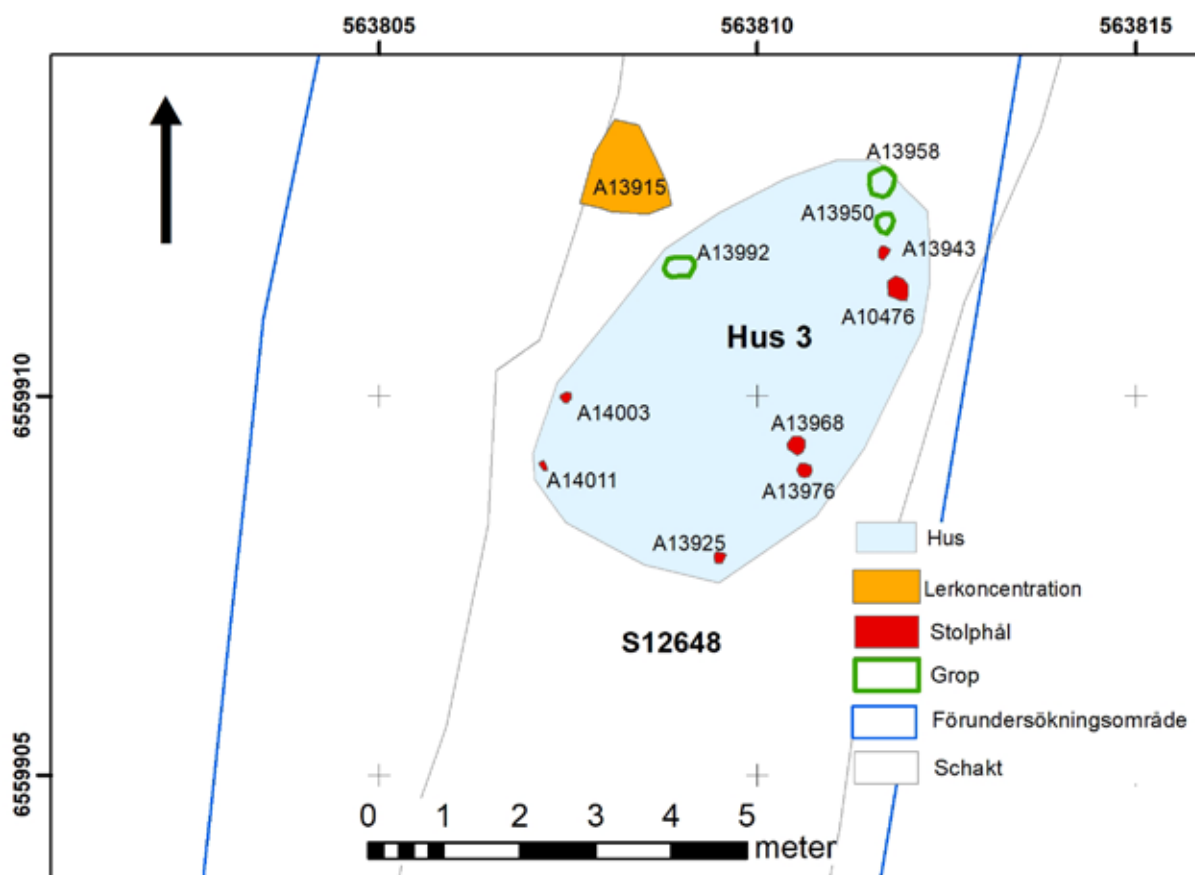 563805 563810 563815
A13958
A13915
A13950
A13992
A13943
A10476
Hus 3
6559910
A14003
A13968
A14011
A13976
A13925
Hus
Lerkoncentration
S12648
Stolphål
Grop
Förundersökningsområde
6559905
Schakt
0 1 2 3 4 5
meter